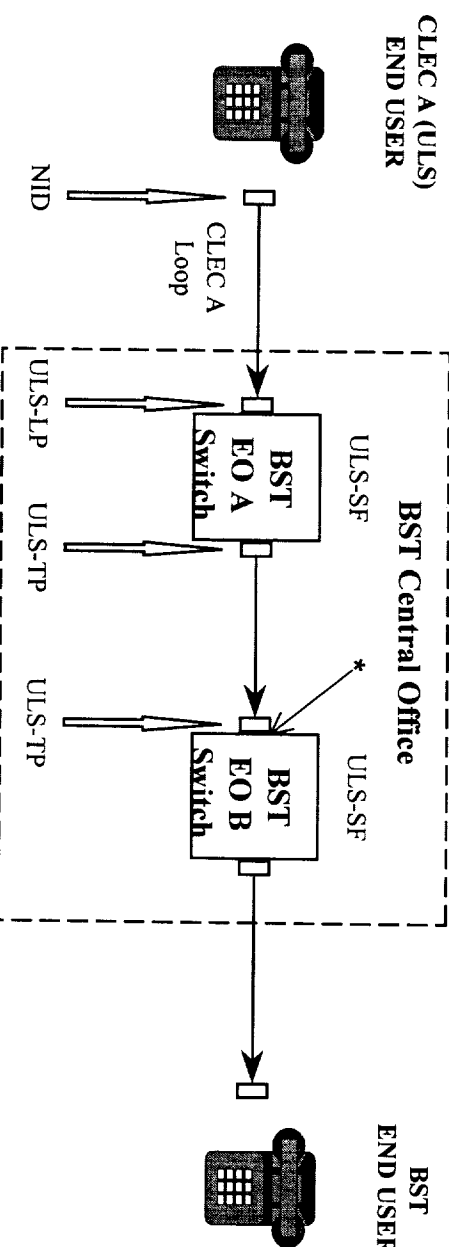 CLEC A (ULS)
END USER
NID
CLEC A
Loop
BST Central Office
ULS-SF
BST
EO A
Switch
ULS-LP
ULS-TP
*
ULS-SF
BST
EO B
Switch
ULS-TP
BST
END USER